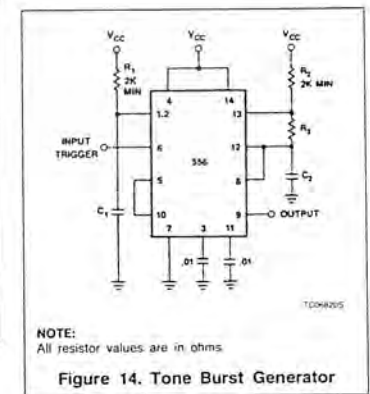 VCC VCC VCC
R1
2K
MIN
R2
2K MIN
4 14
1,2 13
R3
INPUT
TRIGGER
6 12
556
C2
5 8
C1
10 9 OUTPUT
7 3 11
.01 .01
TC06820S
NOTE:
All resistor values are in ohms
Figure 14. Tone Burst Generator